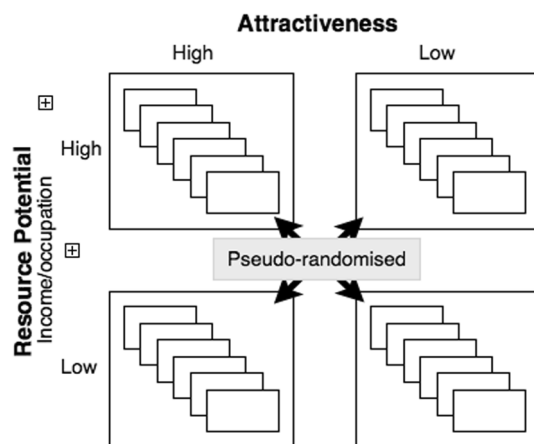 Attractiveness
High
Low
Resource Potential
Income/occupation
High
Pseudo-randomised
Low